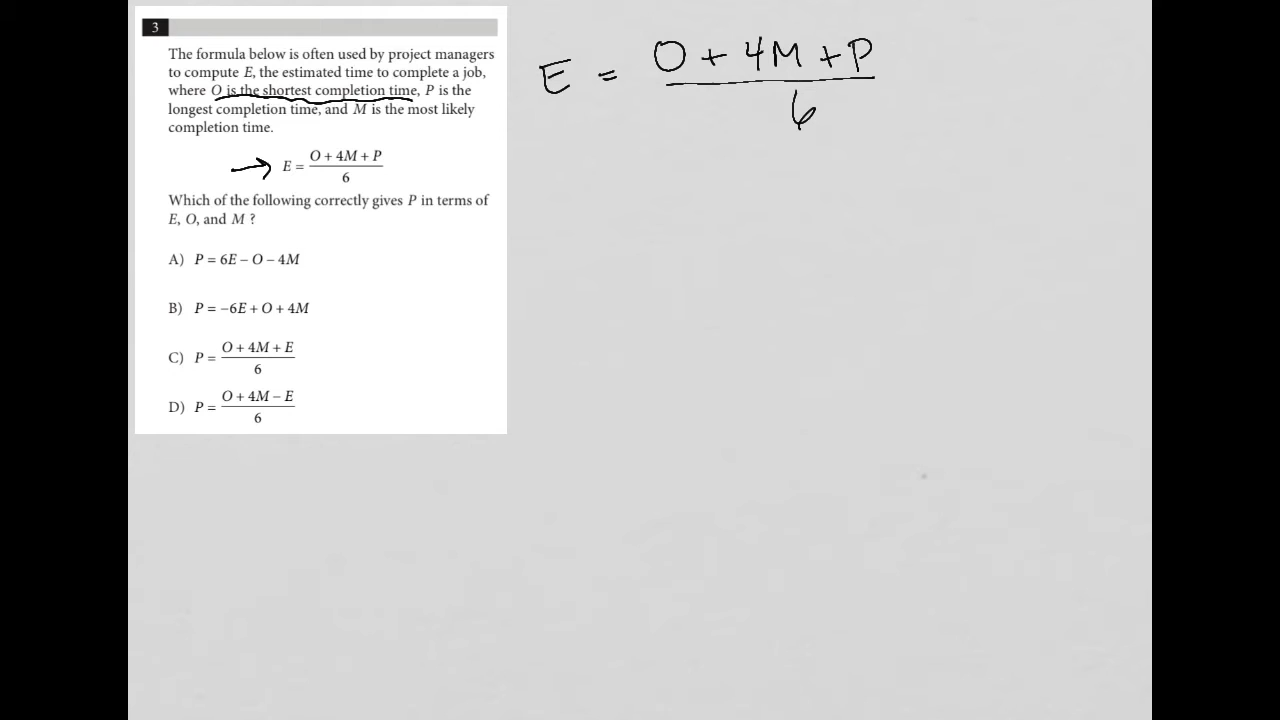 3
The formula below is often used by project managers
to compute E, the estimated time to complete a job,
where O is the shortest completion time, P is the
longest completion time, and M is the most likely
completion time.
E = O + 4M + P
6
Which of the following correctly gives P in terms of
E, O, and M ?
A) P = 6E – O – 4M
B) P = –6E + O + 4M
C) P = O + 4M + E
6
D) P = O + 4M – E
6
E = O + 4M + P
6